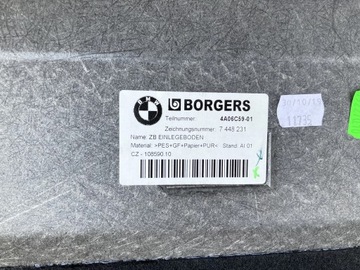 BMW
BORGERS
Teilnummer: 4A06C59-01
Zeichnungsnummer: 7 448 231
Name: ZB EINLEGEBODEN
Material: >PES+GF+Papier+PUR< Stand: AI 01
CZ - 108590.10
11735